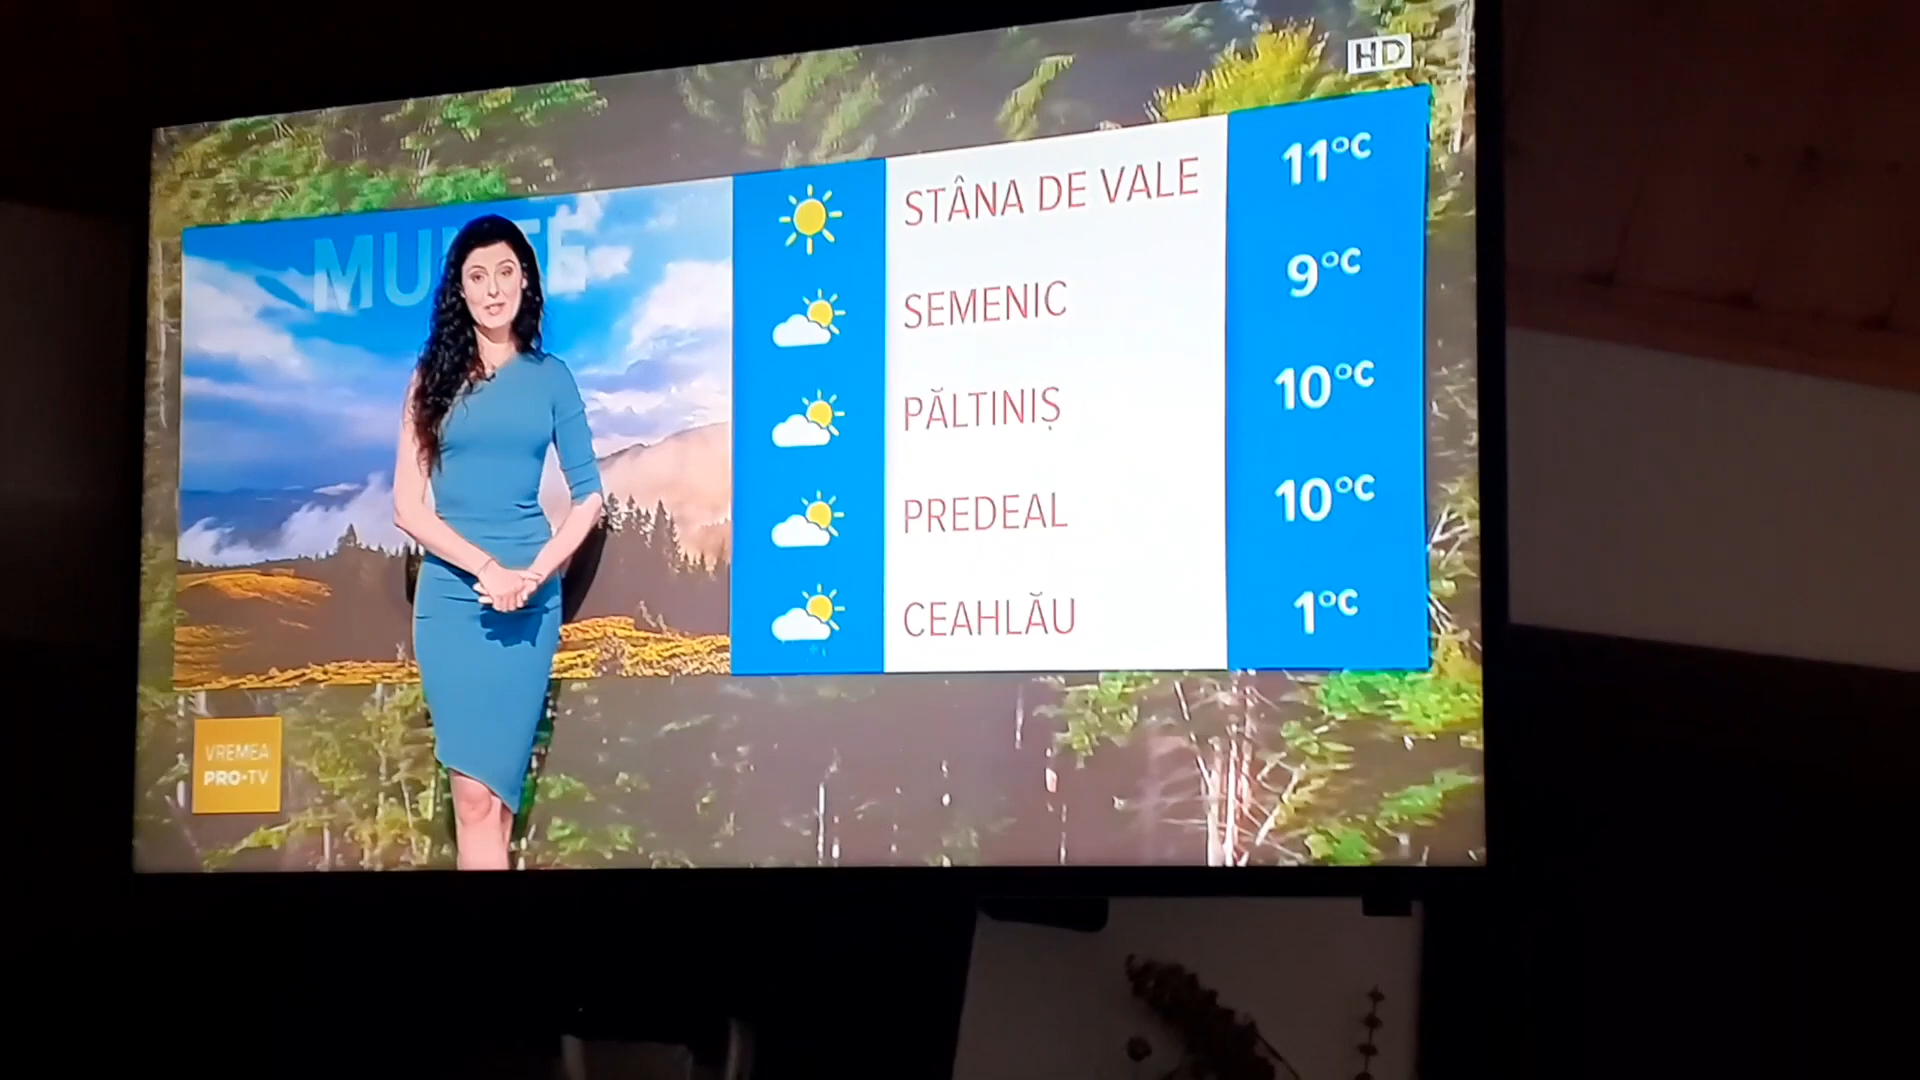 HD
STÂNA DE VALE 11°C
SEMENIC 9°C
PĂLTINIȘ 10°C
PREDEAL 10°C
CEAHLĂU 1°C
VREMEA
PRO•TV